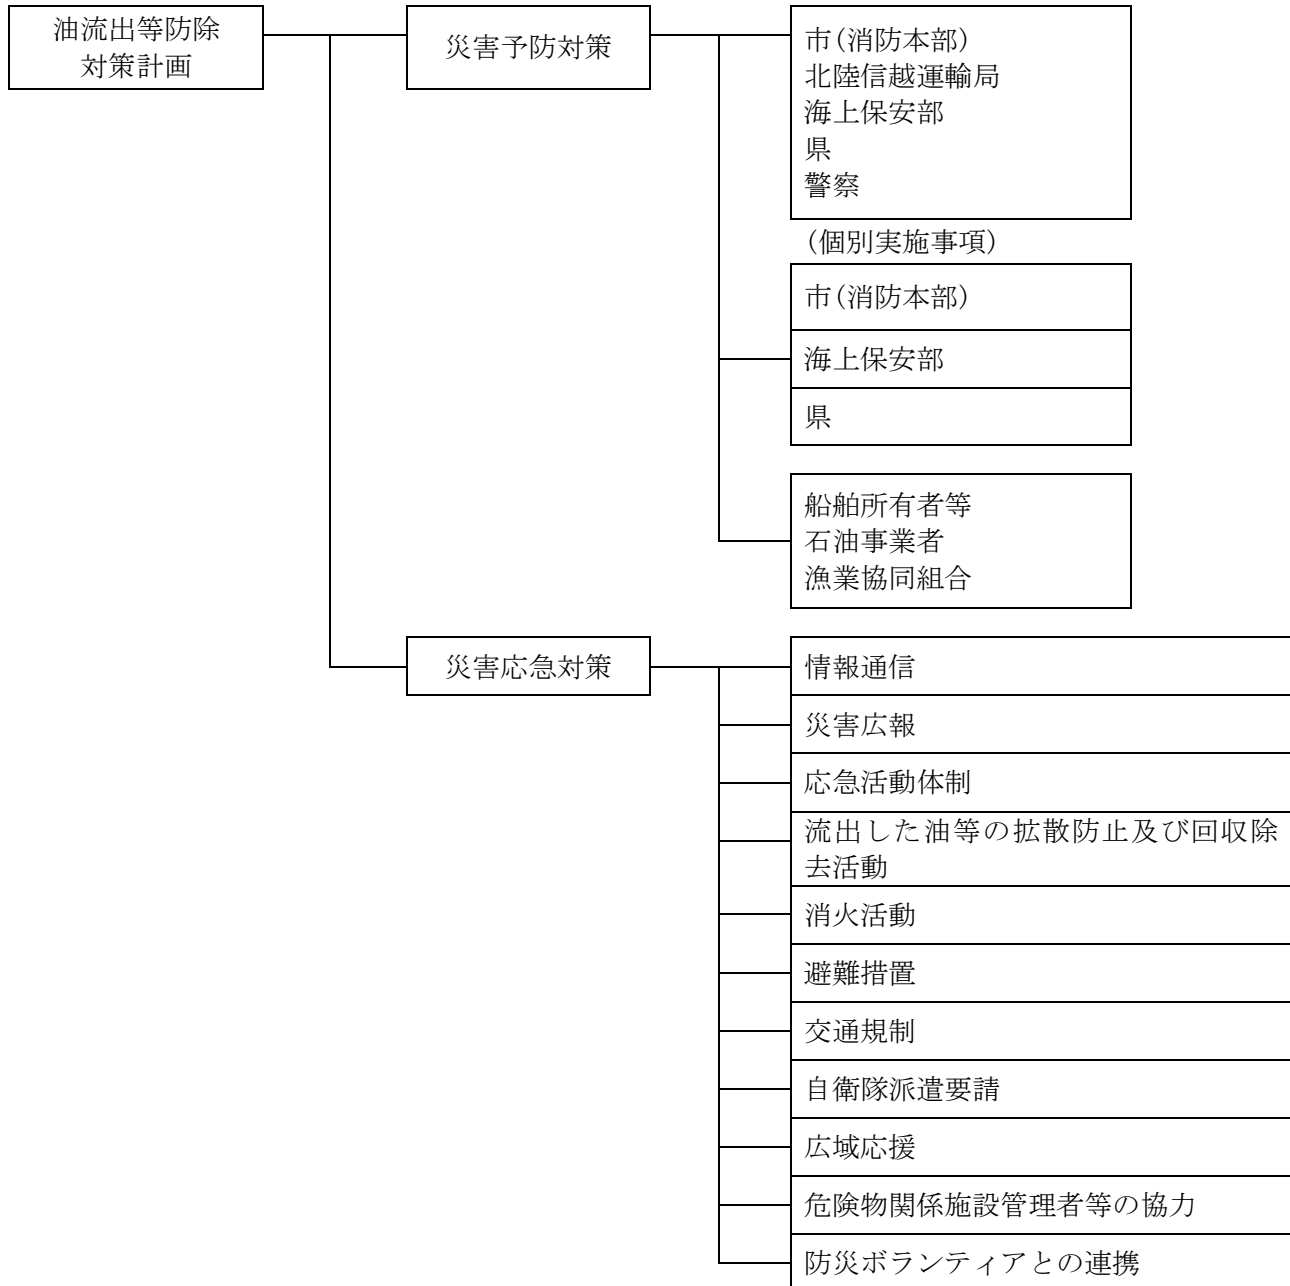 油流出等防除
対策計画
災害予防対策
市(消防本部)
北陸信越運輸局
海上保安部
県
警察
(個別実施事項)
市(消防本部)
海上保安部
県
船舶所有者等
石油事業者
漁業協同組合
災害応急対策
情報通信
災害広報
応急活動体制
流出した油等の拡散防止及び回収除
去活動
消火活動
避難措置
交通規制
自衛隊派遣要請
広域応援
危険物関係施設管理者等の協力
防災ボランティアとの連携